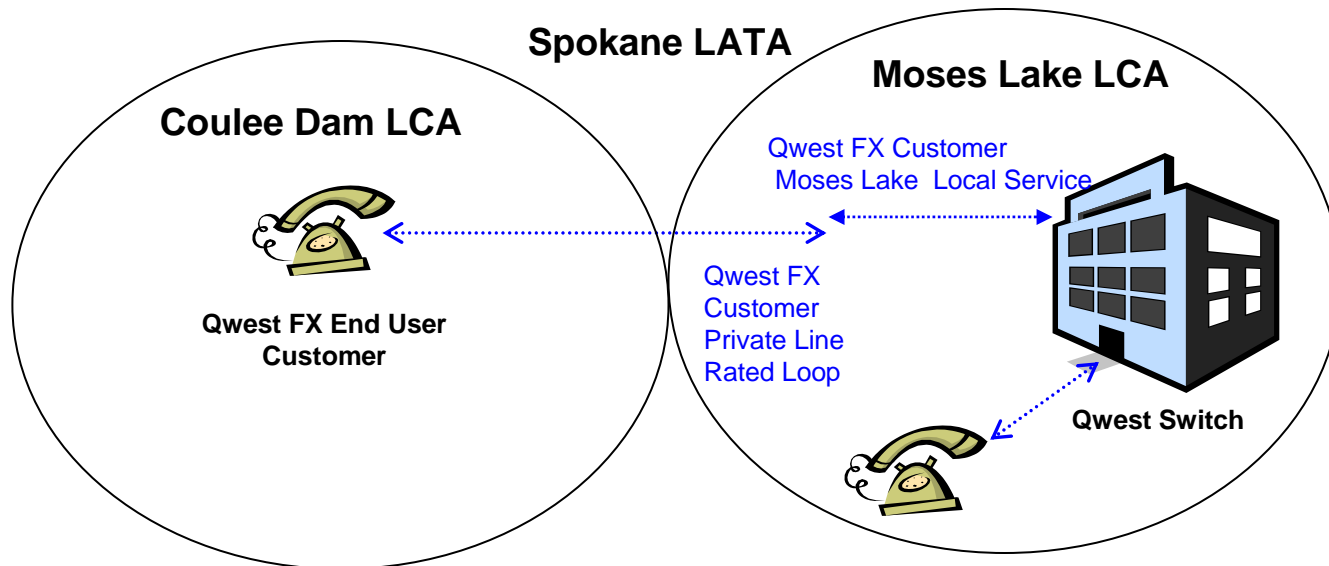 Spokane LATA
Coulee Dam LCA
Moses Lake LCA
Qwest FX Customer
Moses Lake Local Service
Qwest FX End User
Customer
Qwest FX
Customer
Private Line
Rated Loop
Qwest Switch